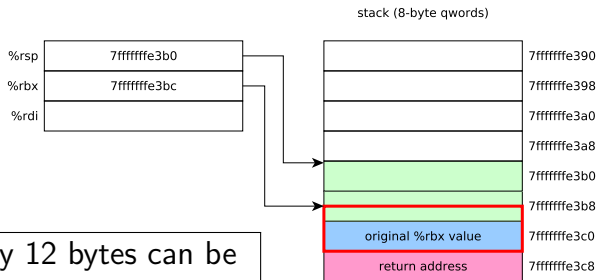 stack (8-byte qwords)
%rsp 7fffffffe3b0
%rbx 7fffffffe3bc
%rdi
7fffffffe390
7fffffffe398
7fffffffe3a0
7fffffffe3a8
7fffffffe3b0
7fffffffe3b8
original %rbx value 7fffffffe3c0
return address 7fffffffe3c8
y 12 bytes can be